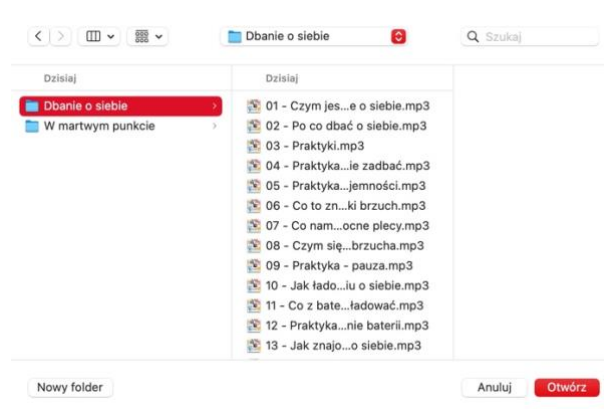 Dbanie o siebie
Szukaj
Dzisiaj
Dzisiaj
Dbanie o siebie
W martwym punkcie
01 - Czym jes...e o siebie.mp3
02 - Po co dbać o siebie.mp3
03 - Praktyki.mp3
04 - Praktyka...ie zadbać.mp3
05 - Praktyka...jemności.mp3
06 - Co to zn...ki brzuch.mp3
07 - Co nam...ocne plecy.mp3
08 - Czym się...brzucha.mp3
09 - Praktyka - pauza.mp3
10 - Jak łado...iu o siebie.mp3
11 - Co z bate...ładować.mp3
12 - Praktyka...nie baterii.mp3
13 - Jak znajo...o siebie.mp3
Nowy folder
Anuluj
Otwórz